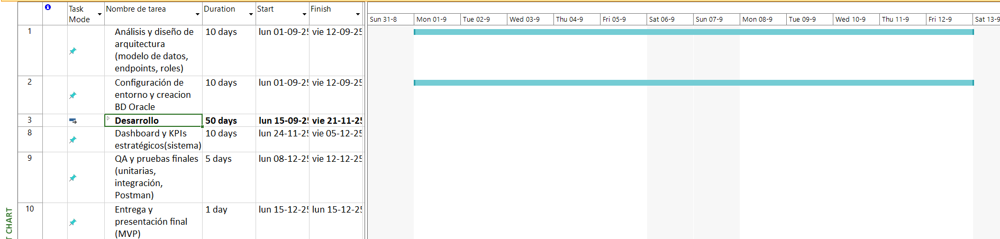 Task Mode
Nombre de tarea
Duration
Start
Finish
Sun 31-8
Mon 01-9
Tue 02-9
Wed 03-9
Thu 04-9
Fri 05-9
Sat 06-9
Sun 07-9
Mon 08-9
Tue 09-9
Wed 10-9
Thu 11-9
Fri 12-9
Sat 13-9
1
Análisis y diseño de
arquitectura
(modelo de datos,
endpoints, roles)
10 days
lun 01-09-25
vie 12-09-25
2
Configuración de
entorno y creacion
BD Oracle
10 days
lun 01-09-25
vie 12-09-25
3
Desarrollo
50 days
lun 15-09-25
vie 21-11-25
8
Dashboard y KPIs
estratégicos(sistema)
10 days
lun 24-11-25
vie 05-12-25
9
QA y pruebas finales
(unitarias,
integración,
Postman)
5 days
lun 08-12-25
vie 12-12-25
10
Entrega y
presentación final
(MVP)
1 day
lun 15-12-25
lun 15-12-25
T CHART